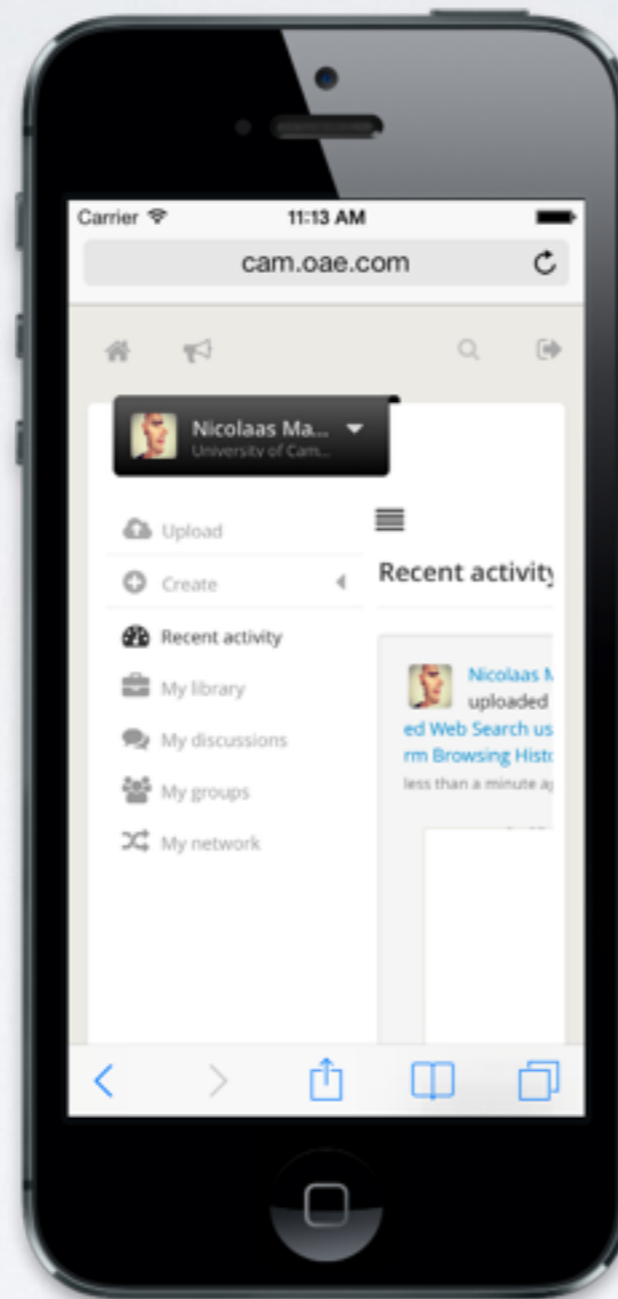 Carrier 11:13 AM
cam.oae.com
Nicolaas Ma...
University of Cam...
Upload
Create
Recent activity
My library
My discussions
My groups
My network
Recent activity
Nicolaas M
uploaded
ed Web Search us
rm Browsing Histo
less than a minute ag